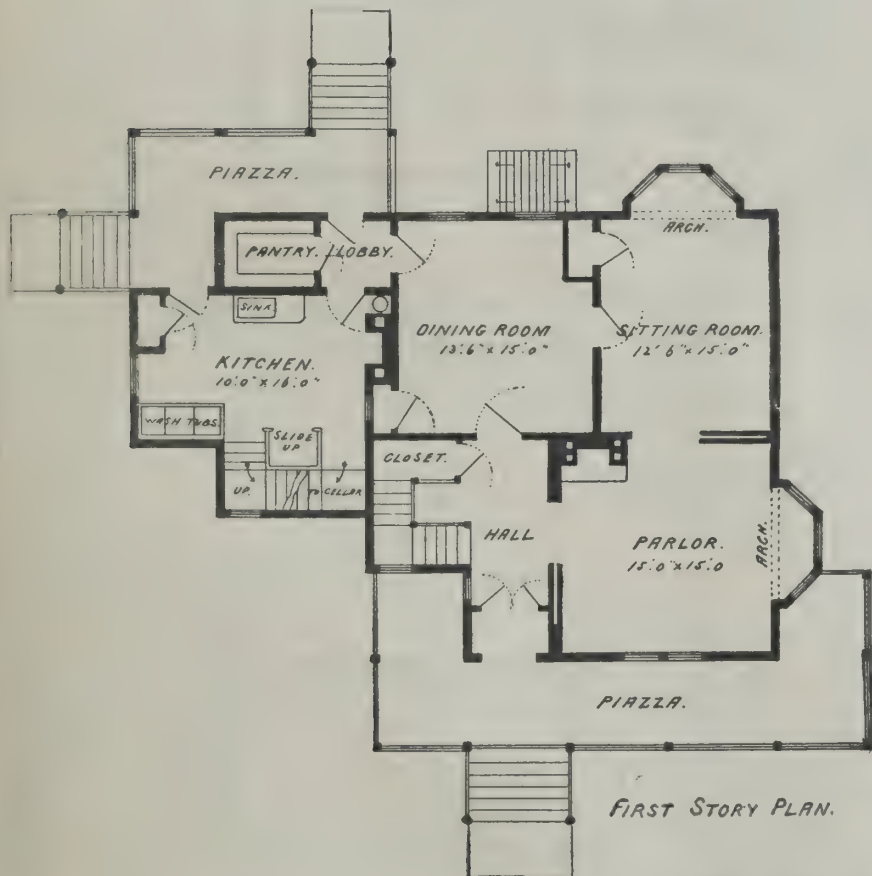 PIAZZA.
PANTRY. LOBBY.
ARCH.
SINK.
DINING ROOM
13'.6" x 15'.0"
SITTING ROOM.
12'.6" x 15'.0"
KITCHEN.
10'.0" x 16'.0"
WASH TUBS.
SLIDE
UP
CLOSET.
UP.
TO CELLAR
HALL
PARLOR.
15'.0 x 15'.0
ARCH.
PIAZZA.
FIRST STORY PLAN.